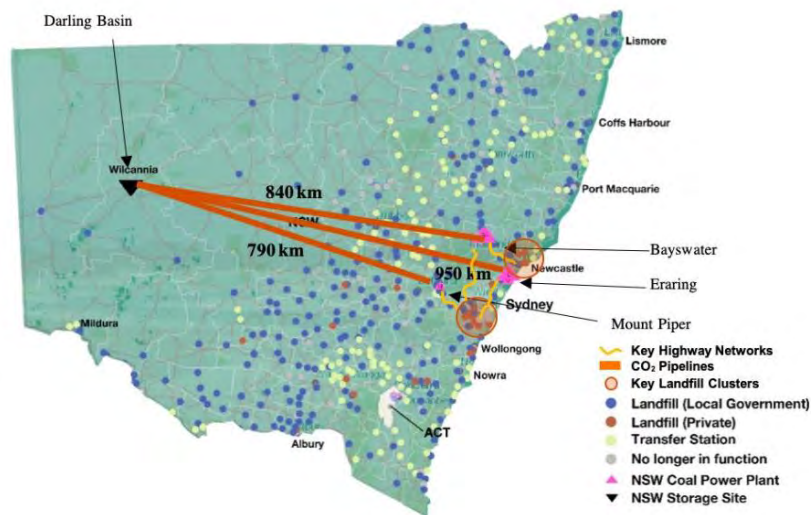 Darling Basin
Lismore
Coffs Harbour
Wilcannia
Port Macquarie
840 km
NSW
790 km
Bayswater
950 km
Newcastle
Eraring
Sydney
Mildura
Mount Piper
Wollongong
Key Highway Networks
Nowra
CO₂ Pipelines
Key Landfill Clusters
Landfill (Local Government)
ACT
Landfill (Private)
Albury
Transfer Station
No longer in function
NSW Coal Power Plant
NSW Storage Site